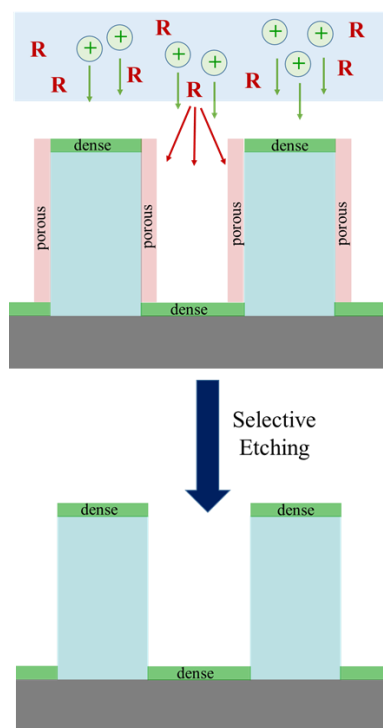 R + + R + + + R
R R + + R R
R
dense dense
porous porous porous porous
dense
Selective
Etching
dense dense
dense